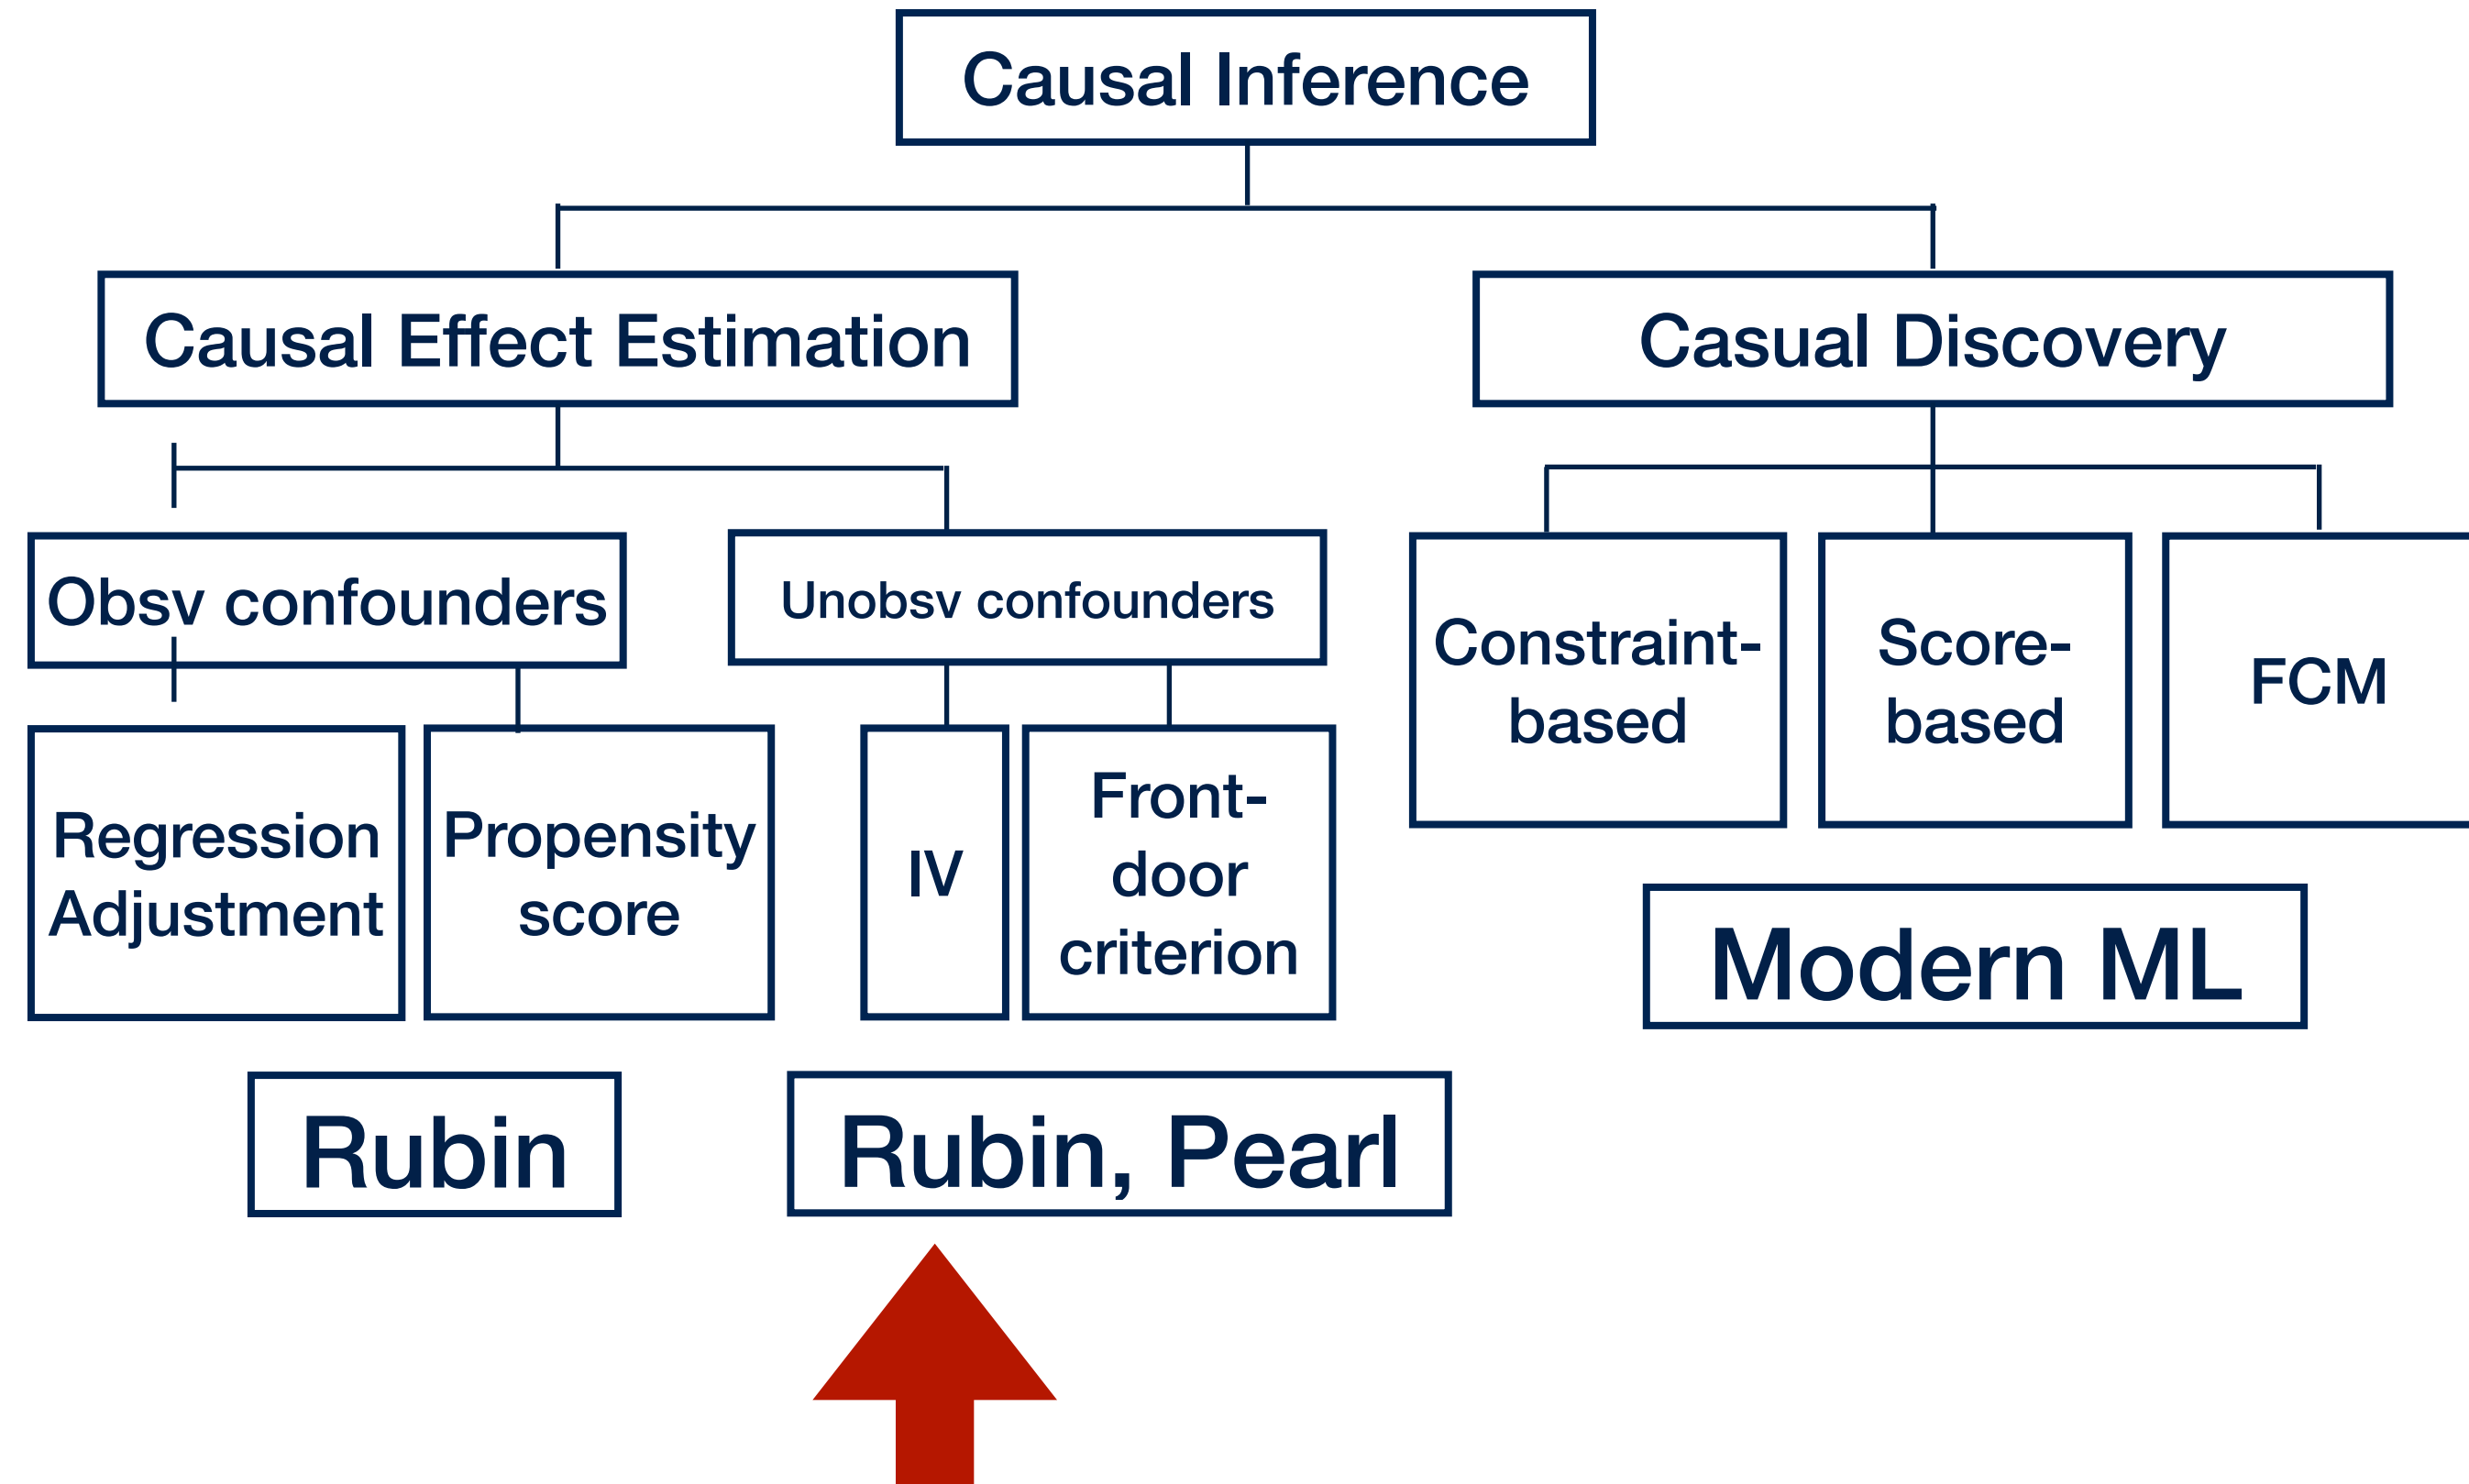 Causal Inference
Causal Effect Estimation
Casual Discovery
Obsv confounders
Unobsv confounders
Constraint-
based
Score-
based
FCM
Regression
Adjustment
Propensity
score
IV
Front-
door
criterion
Modern ML
Rubin
Rubin, Pearl